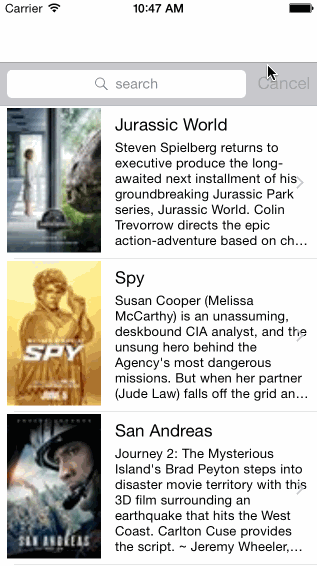 Carrier 10:47 AM
search Cancel
Jurassic World
Steven Spielberg returns to
executive produce the long-
awaited next installment of his
groundbreaking Jurassic Park
series, Jurassic World. Colin
Trevorrow directs the epic
action-adventure based on ch...
Spy
Susan Cooper (Melissa
McCarthy) is an unassuming,
deskbound CIA analyst, and the
unsung hero behind the
Agency's most dangerous
missions. But when her partner
(Jude Law) falls off the grid an...
SPY
JUNE 5
San Andreas
Journey 2: The Mysterious
Island's Brad Peyton steps into
disaster movie territory with this
3D film surrounding an
earthquake that hits the West
Coast. Carlton Cuse provides
the script. ~ Jeremy Wheeler,...
SAN ANDREAS